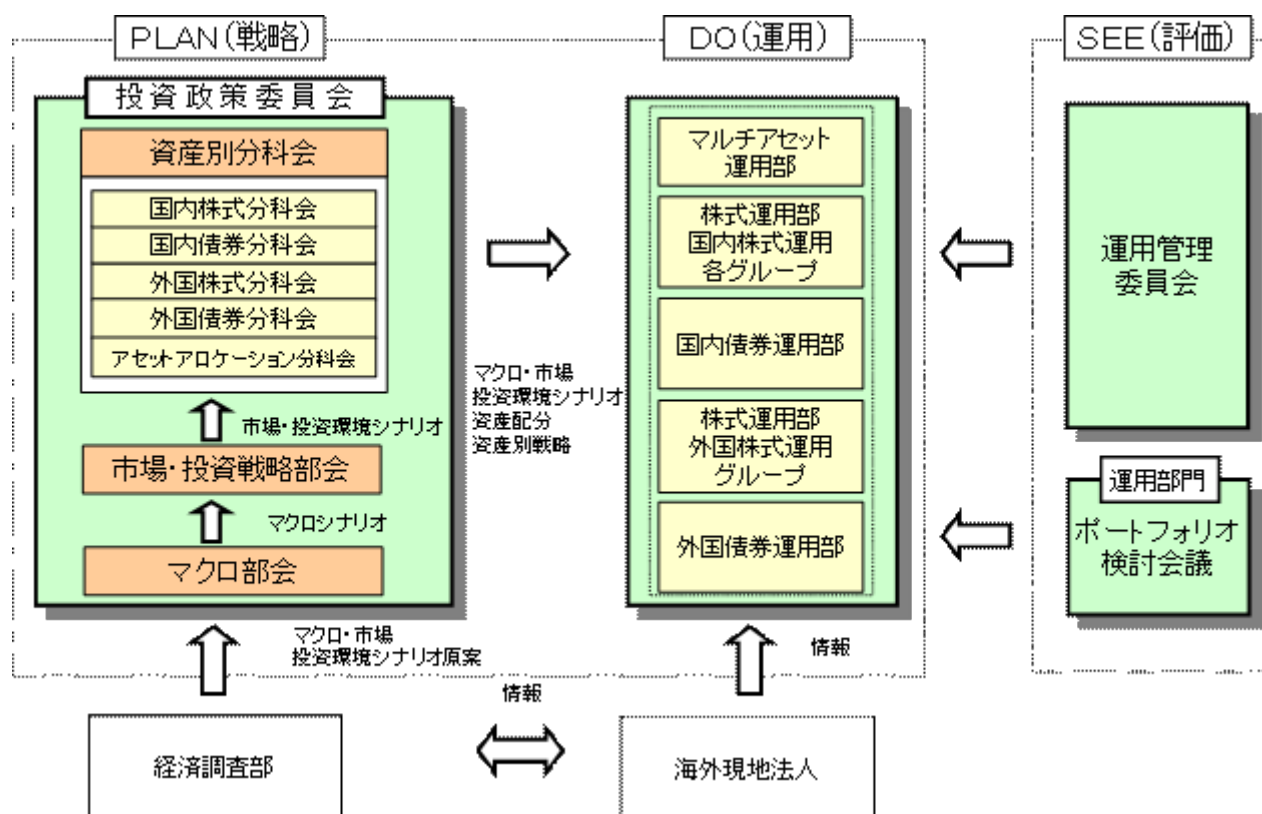 PLAN(戦略)
投資政策委員会
資産別分科会
国内株式分科会
国内債券分科会
外国株式分科会
外国債券分科会
アセットアロケーション分科会
市場・投資環境シナリオ
市場・投資戦略部会
マクロシナリオ
マクロ部会
マクロ・市場
投資環境シナリオ原案
経済調査部
マクロ・市場
投資環境シナリオ
資産配分
資産別戦略
情報
DO(運用)
マルチアセット
運用部
株式運用部
国内株式運用
各グループ
国内債券運用部
株式運用部
外国株式運用
グループ
外国債券運用部
情報
海外現地法人
SEE(評価)
運用管理
委員会
運用部門
ポートフォリオ
検討会議